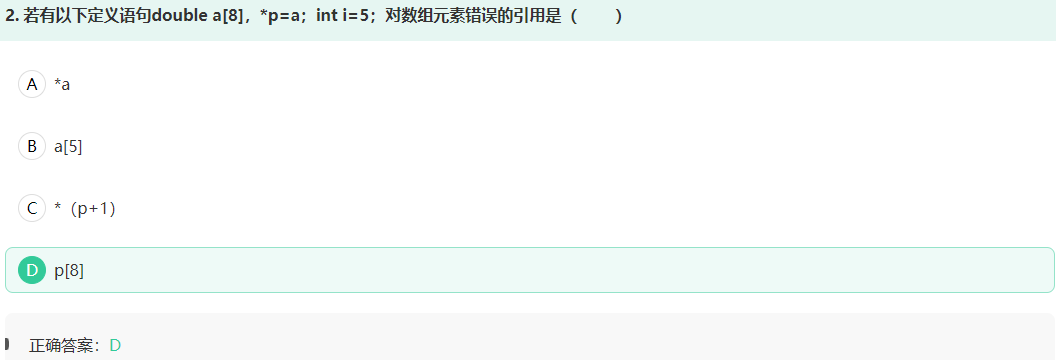 2. 若有以下定义语句double a[8]，*p=a；int i=5；对数组元素错误的引用是（　　）
A *a
B a[5]
C *（p+1）
D p[8]
正确答案：D